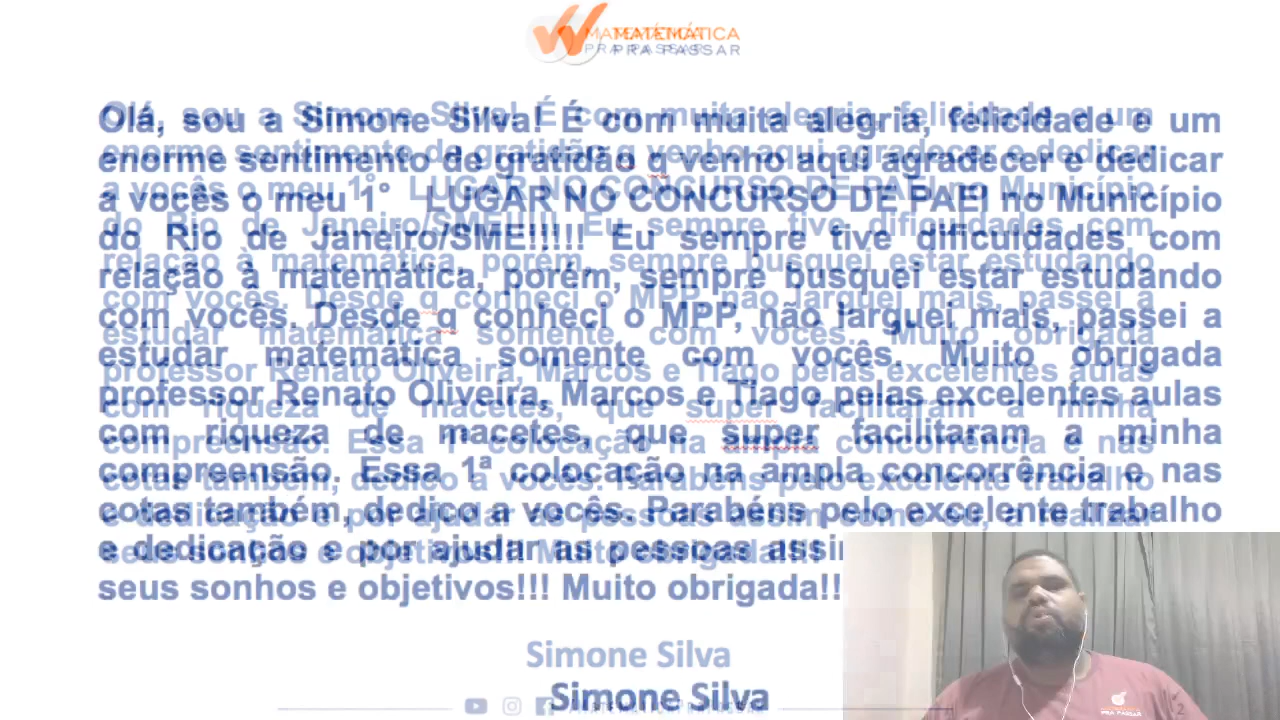 MATEMÁTICA
PRA PASSAR
Olá, sou a Simone Silva! É com muita alegria, felicidade e um
enorme sentimento de gratidão q venho aqui agradecer e dedicar
a vocês o meu 1° LUGAR NO CONCURSO DE PAEI no Município
do Rio de Janeiro/SME!!!!! Eu sempre tive dificuldades com
relação à matemática, porém, sempre busquei estar estudando
com vocês. Desde q conheci o MPP, não larguei mais, passei a
estudar matemática somente com vocês. Muito obrigada
professor Renato Oliveira, Marcos e Tiago pelas excelentes aulas
com riqueza de macetes, que super facilitaram a minha
compreensão. Essa 1ª colocação na ampla concorrência e nas
cotas também, dedico a vocês. Parabéns pelo excelente trabalho
e dedicação e por ajudar as pessoas
seus sonhos e objetivos!!! Muito obrigada!!
Simone Silva
Simone Silva
PRA PASSAR